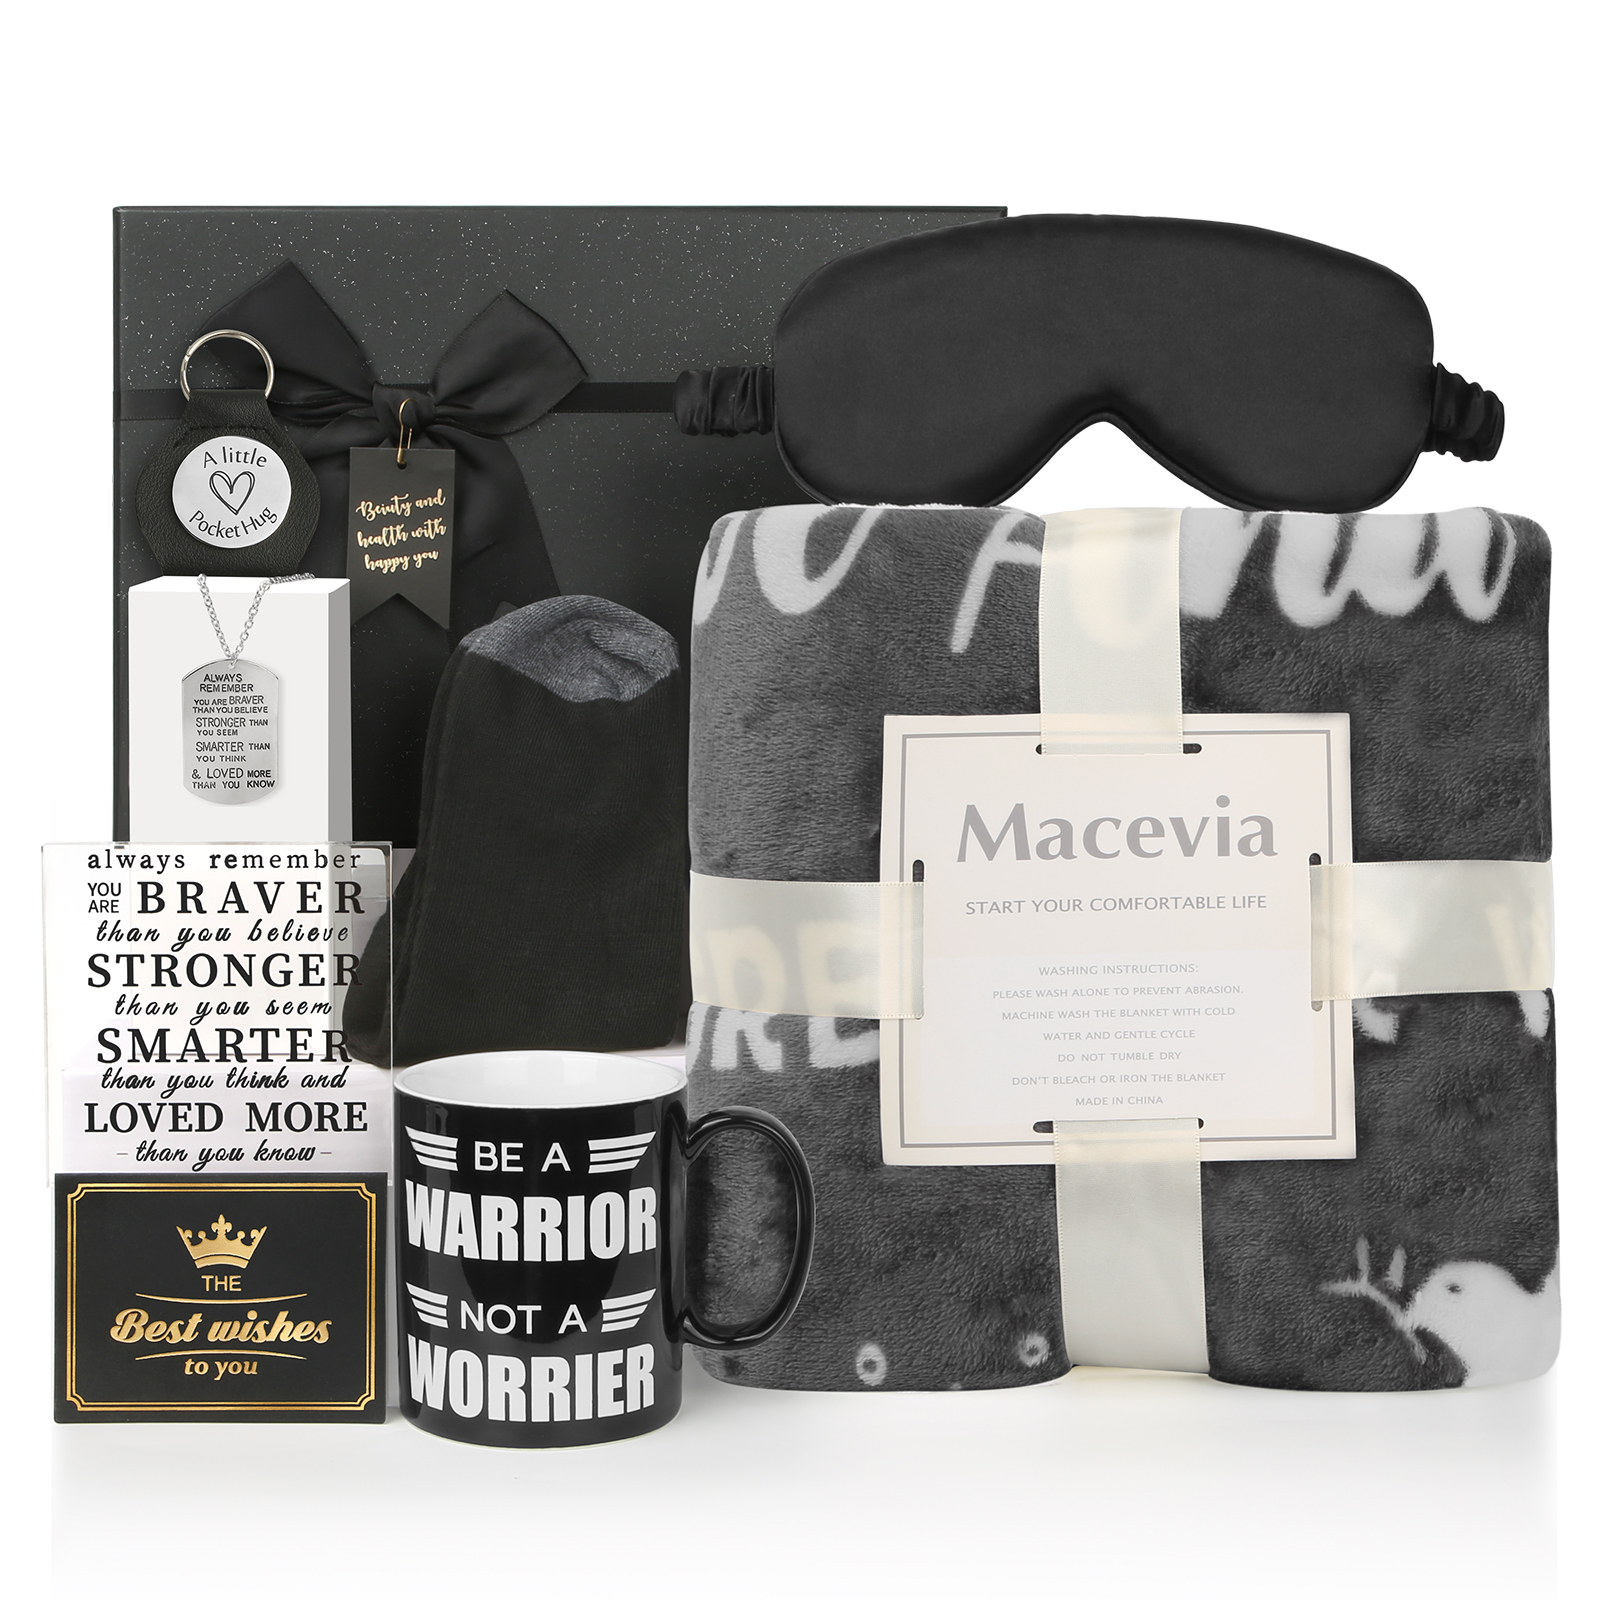 A little
Pocket Hug
Beiuty and
health with
happy you
ALWAYS
REMEMBER
YOU ARE BRAVER
THAN YOU BELIEVE
STRONGER THAN
YOU SEEM
SMARTER THAN
YOU THINK
& LOVED MORE
THAN YOU KNOW
always remember
YOU
ARE BRAVER
than you believe
STRONGER
than you seem
SMARTER
than you think and
LOVED MORE
- than you know -
THE
Best wishes
to you
BE A
WARRIOR
NOT A
WORRIER
Macevia
START YOUR COMFORTABLE LIFE
WASHING INSTRUCTIONS:
PLEASE WASH ALONE TO PREVENT ABRASION.
MACHINE WASH THE BLANKET WITH COLD
WATER AND GENTLE CYCLE
DO NOT TUMBLE DRY
DON'T BLEACH OR IRON THE BLANKET
MADE IN CHINA